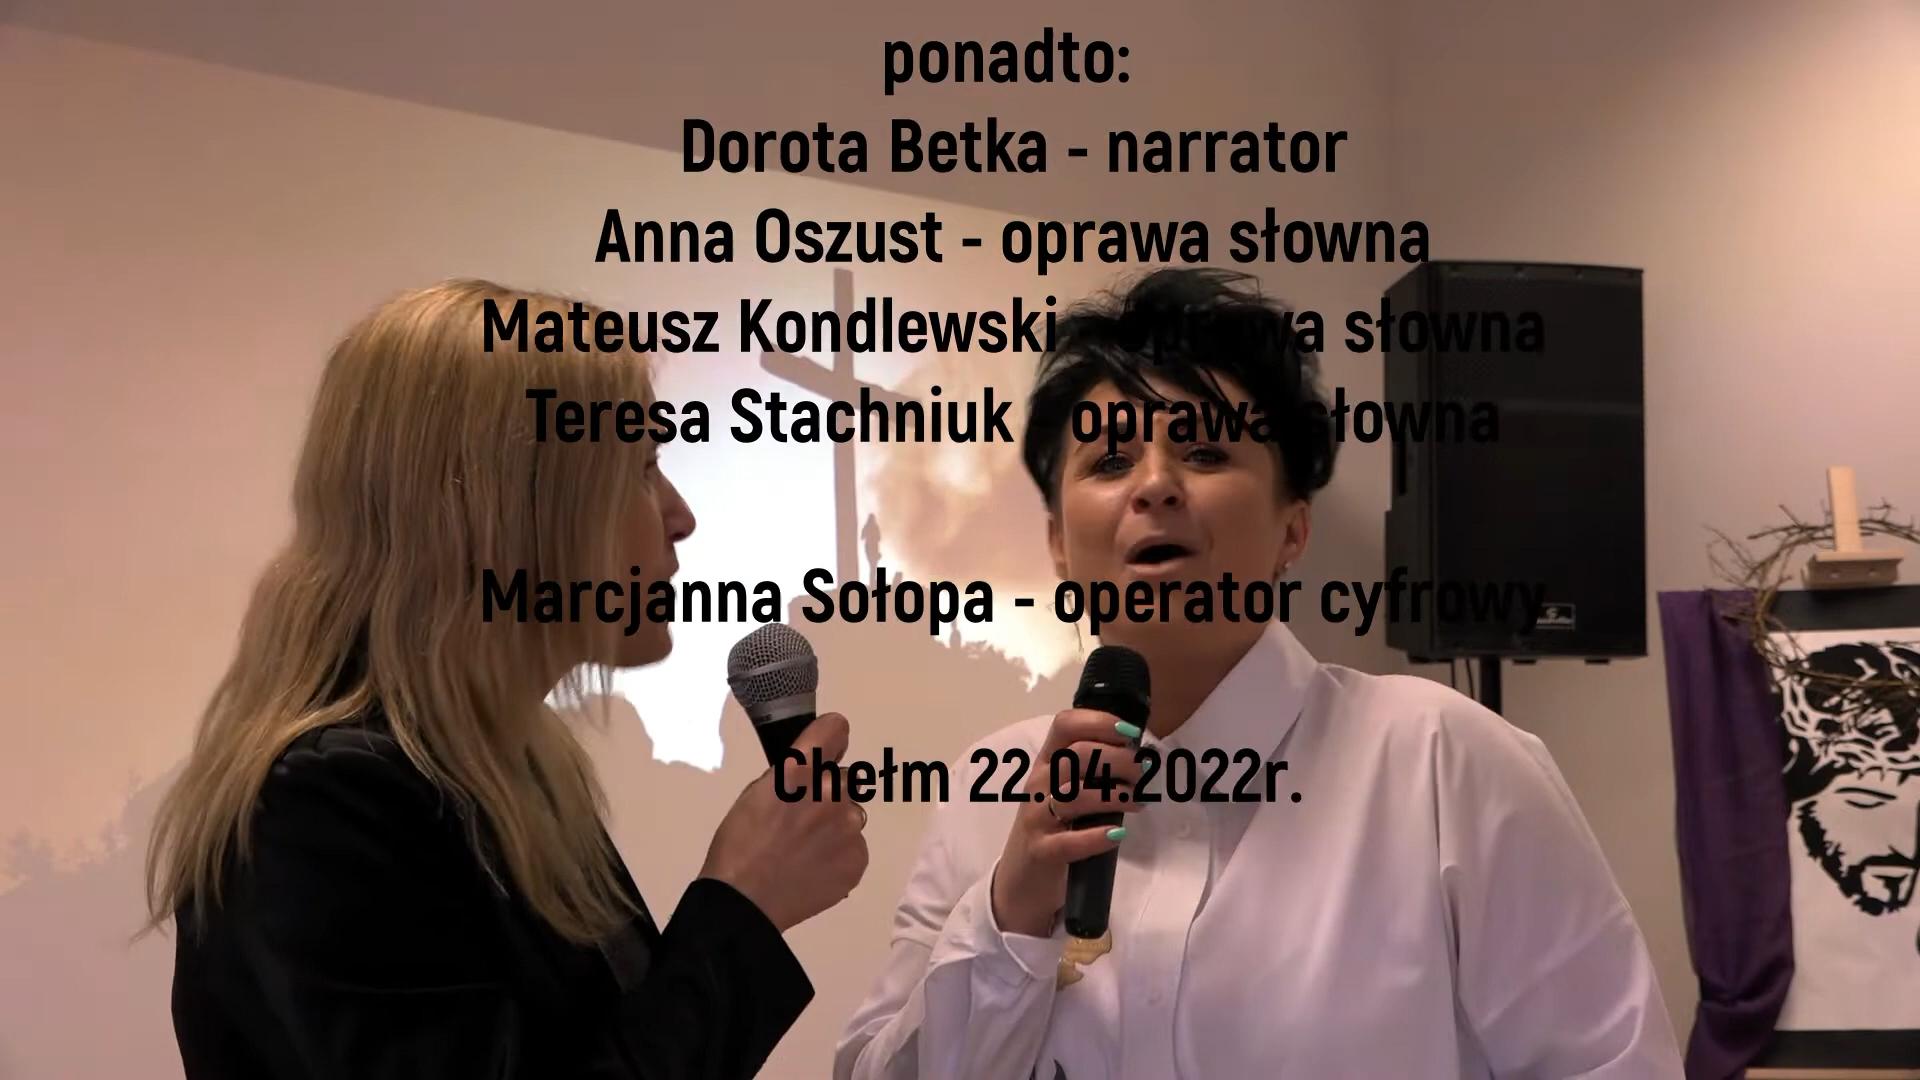 ponadto:
Dorota Betka - narrator
Anna Oszust - oprawa słowna
Mateusz Kondlewski - oprawa słowna
Teresa Stachniuk - oprawa słowna
Marcjanna Sołopa - operator cyfrowy
Chełm 22.04.2022r.